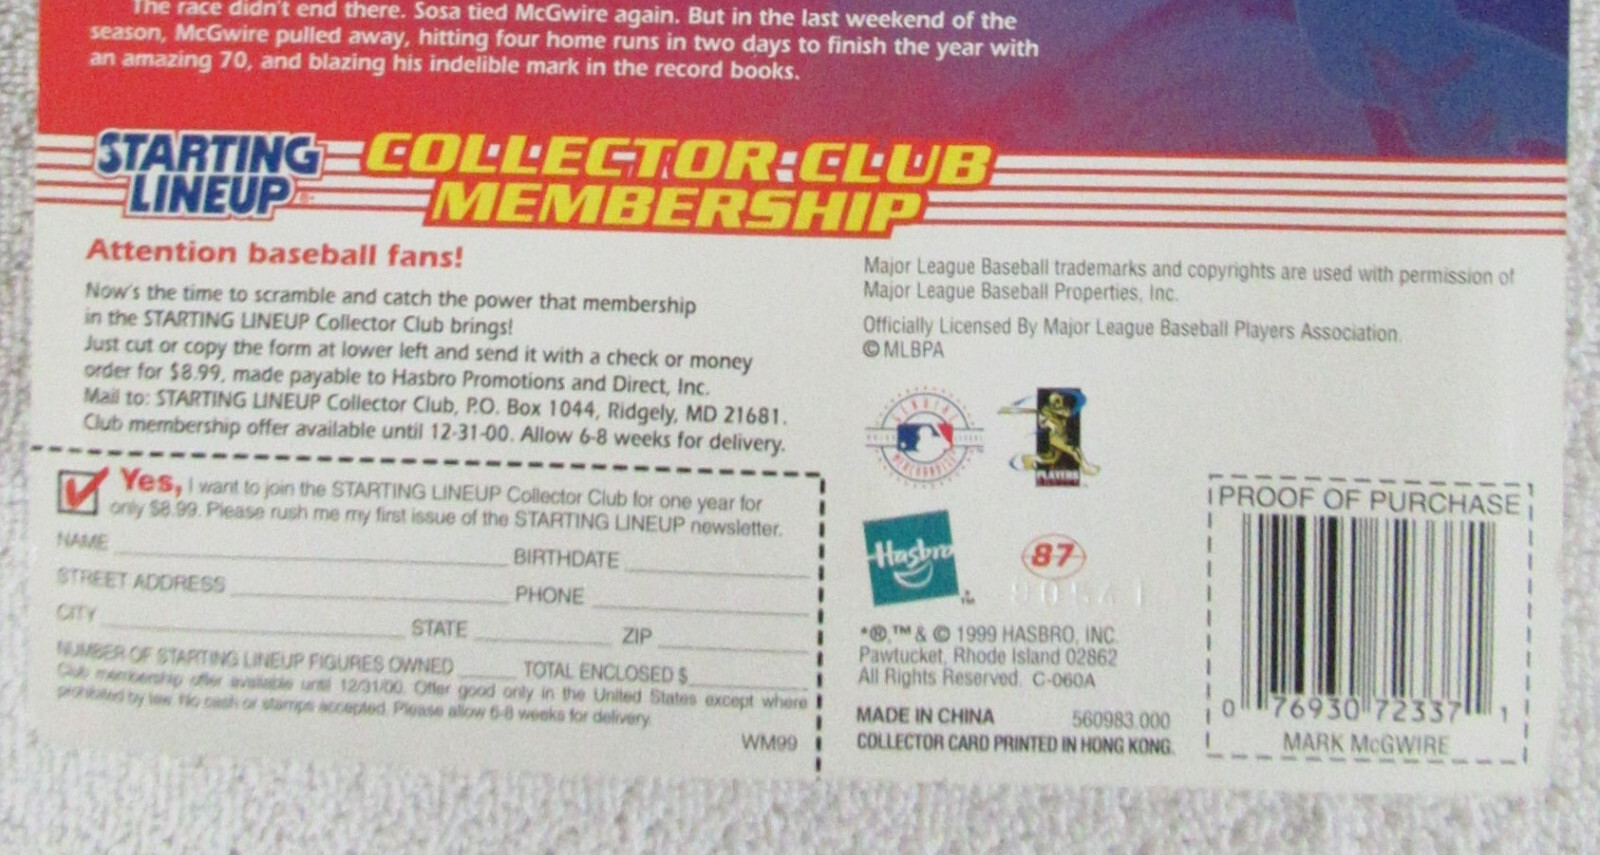 The race didn't end there. Sosa tied McGwire again. But in the last weekend of the
season, McGwire pulled away, hitting four home runs in two days to finish the year with
an amazing 70, and blazing his indelible mark in the record books.
STARTING
LINEUP®
COLLECTOR CLUB
MEMBERSHIP
Attention baseball fans!
Now's the time to scramble and catch the power that membership
in the STARTING LINEUP Collector Club brings!
Just cut or copy the form at lower left and send it with a check or money
order for $8.99, made payable to Hasbro Promotions and Direct, Inc.
Mail to: STARTING LINEUP Collector Club, P.O. Box 1044, Ridgely, MD 21681.
Club membership offer available until 12-31-00. Allow 6-8 weeks for delivery.
Yes, I want to join the STARTING LINEUP Collector Club for one year for
only $8.99. Please rush me my first issue of the STARTING LINEUP newsletter.
NAME BIRTHDATE
STREET ADDRESS PHONE
CITY STATE ZIP
NUMBER OF STARTING LINEUP FIGURES OWNED TOTAL ENCLOSED $
Club membership offer available until 12/31/00. Offer good only in the United States except where
prohibited by law. No cash or stamps accepted. Please allow 6-8 weeks for delivery.
WM99
Major League Baseball trademarks and copyrights are used with permission of
Major League Baseball Properties, Inc.
Officially Licensed By Major League Baseball Players Association.
© MLBPA
GENUINE
MERCHANDISE
PLAYERS
Hasbro
87
*®,™ & © 1999 HASBRO, INC.
Pawtucket, Rhode Island 02862
All Rights Reserved. C-060A
MADE IN CHINA 560983.000
COLLECTOR CARD PRINTED IN HONG KONG.
PROOF OF PURCHASE
0 76930 72337 1
MARK McGWIRE